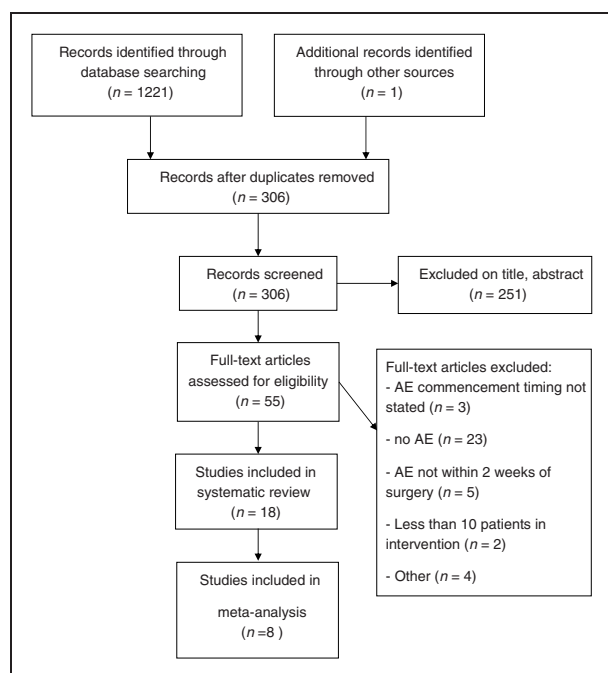 Records identified through
database searching
(n = 1221)
Additional records identified
through other sources
(n = 1)
Records after duplicates removed
(n = 306)
Records screened
(n = 306)
Excluded on title, abstract
(n = 251)
Full-text articles
assessed for eligibility
(n = 55)
Full-text articles excluded:
- AE commencement timing not
stated (n = 3)
- no AE (n = 23)
- AE not within 2 weeks of
surgery (n = 5)
- Less than 10 patients in
intervention (n = 2)
- Other (n = 4)
Studies included in
systematic review
(n = 18)
Studies included in
meta-analysis
(n =8 )